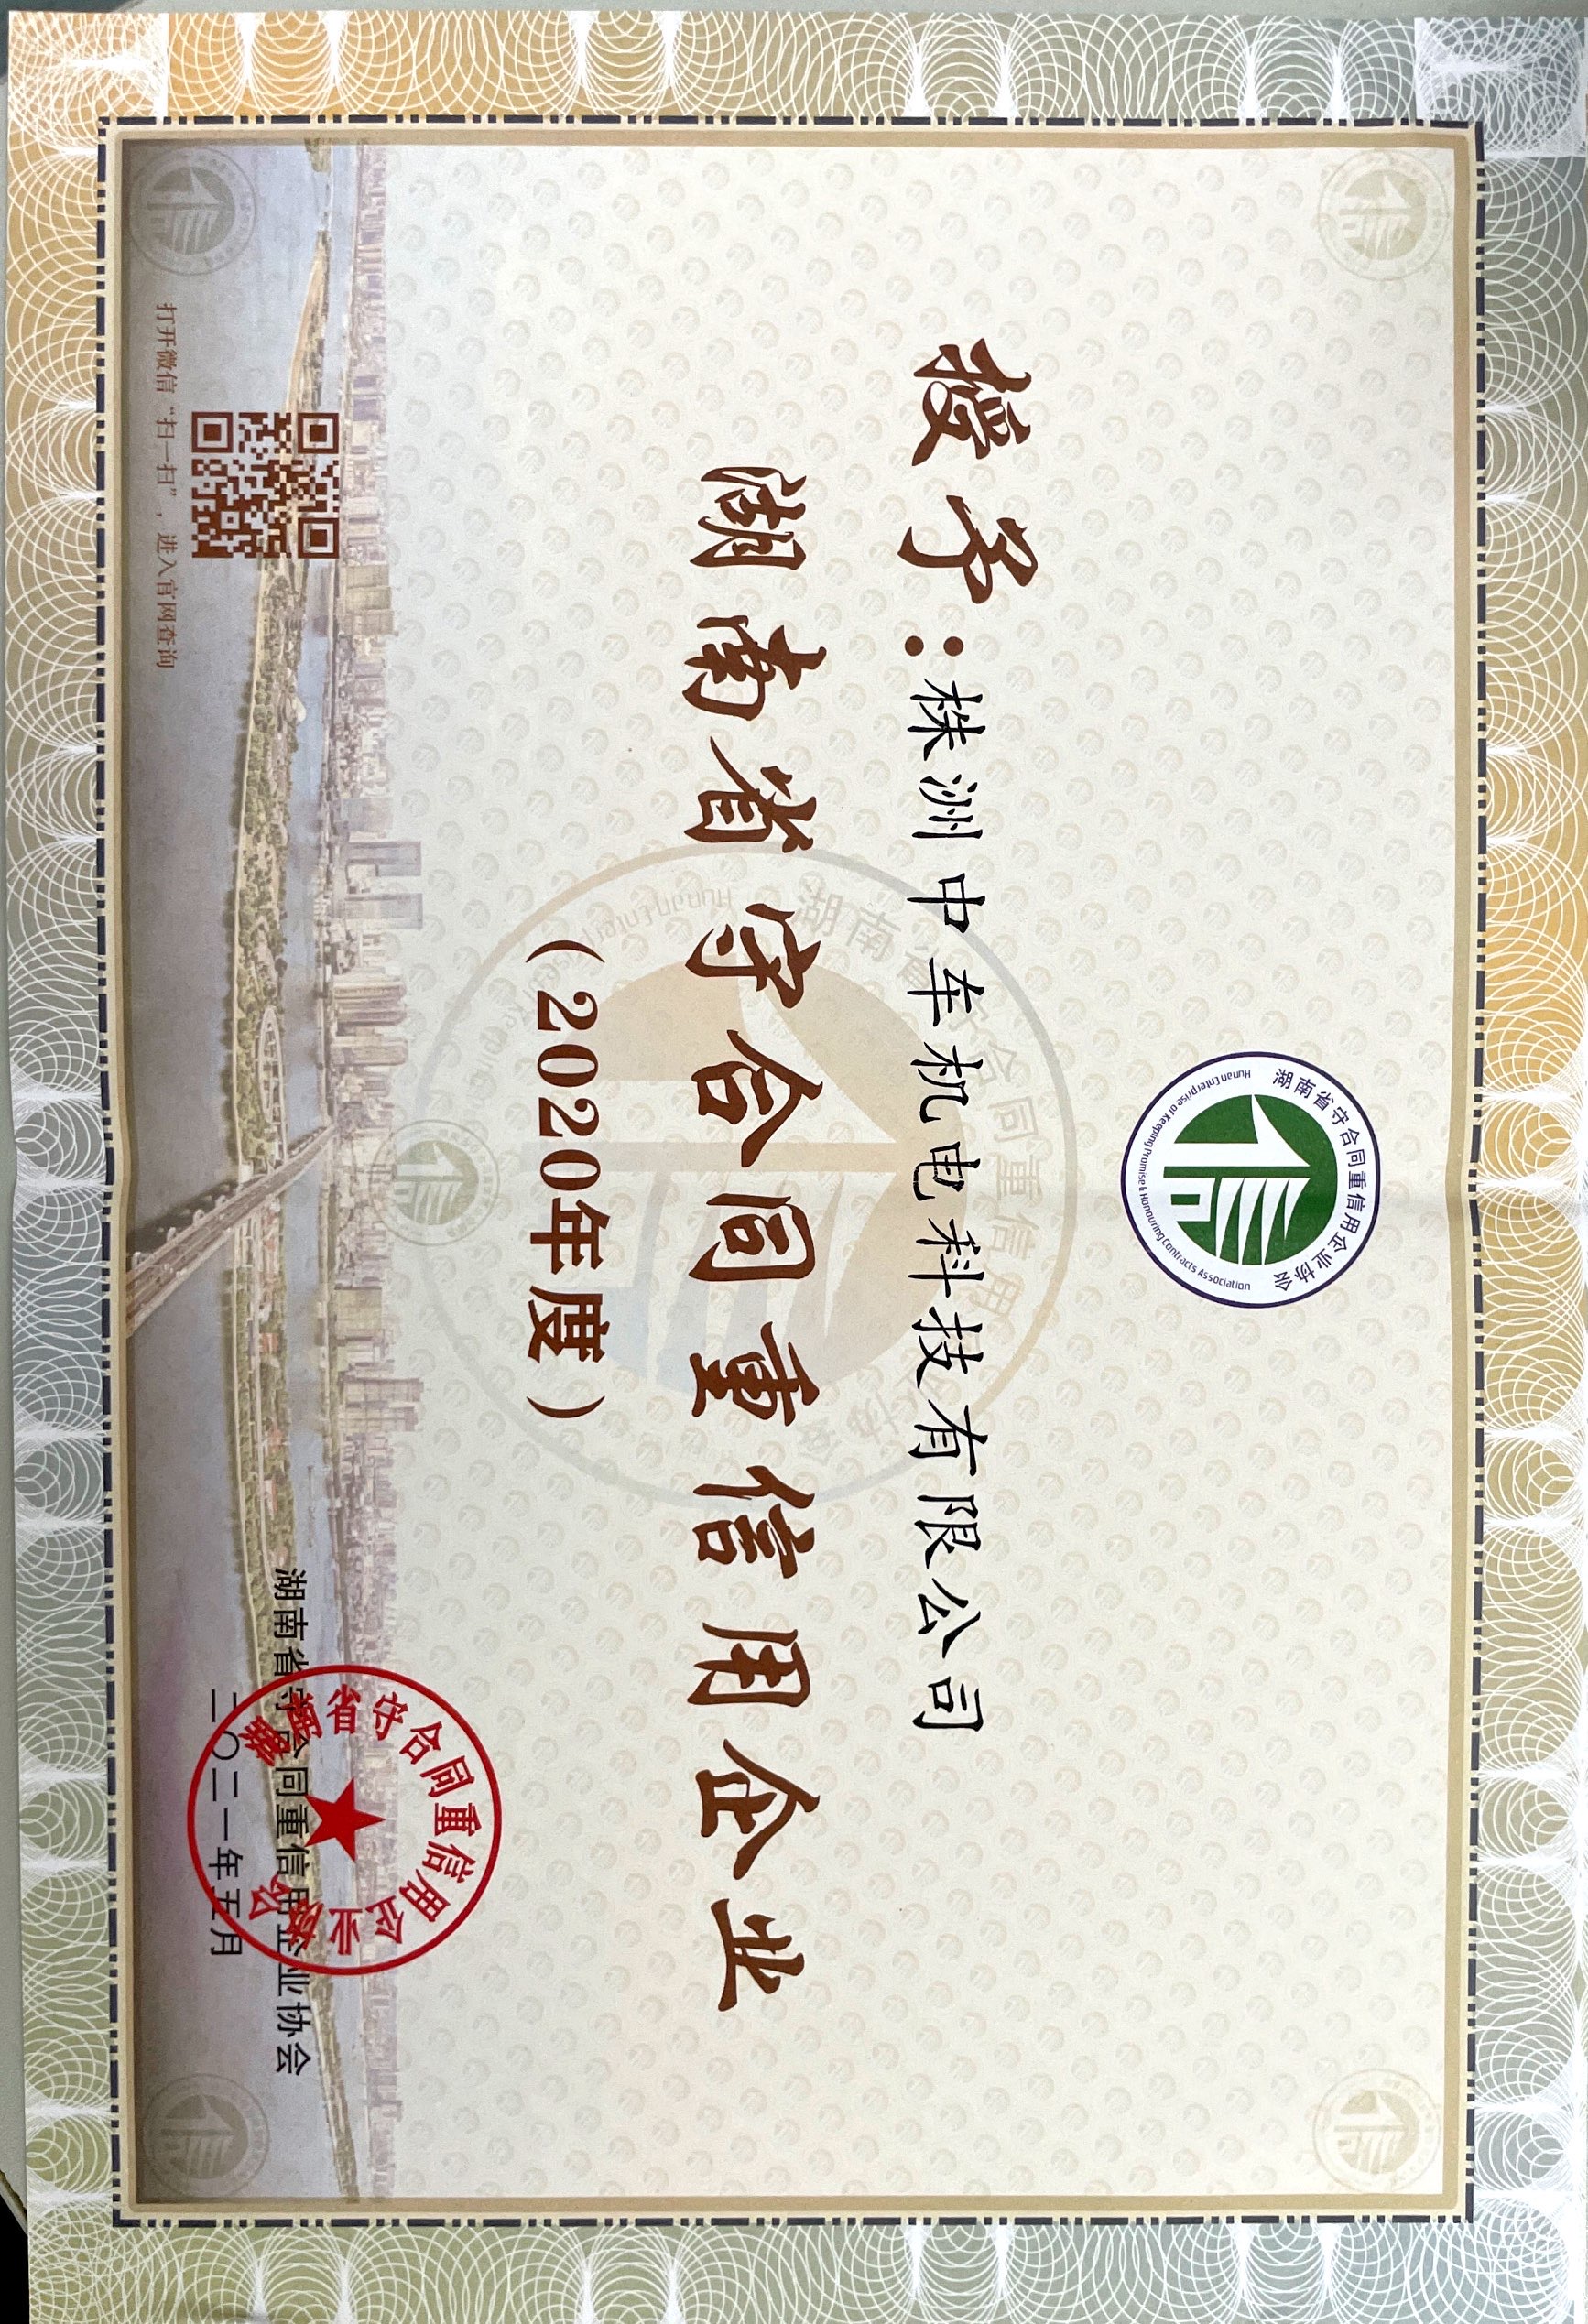 湖南省守合同重信用企业协会
Hunan Enterprise of Keeping Promise & Honouring Contracts Association
授予：株洲中车机电科技有限公司
湖南省守合同重信用企业
（2020年度）
打开微信“扫一扫”，进入官网查询
湖南省守合同重信用企业协会
二〇二一年五月
湖南省守合同重信用企业协会